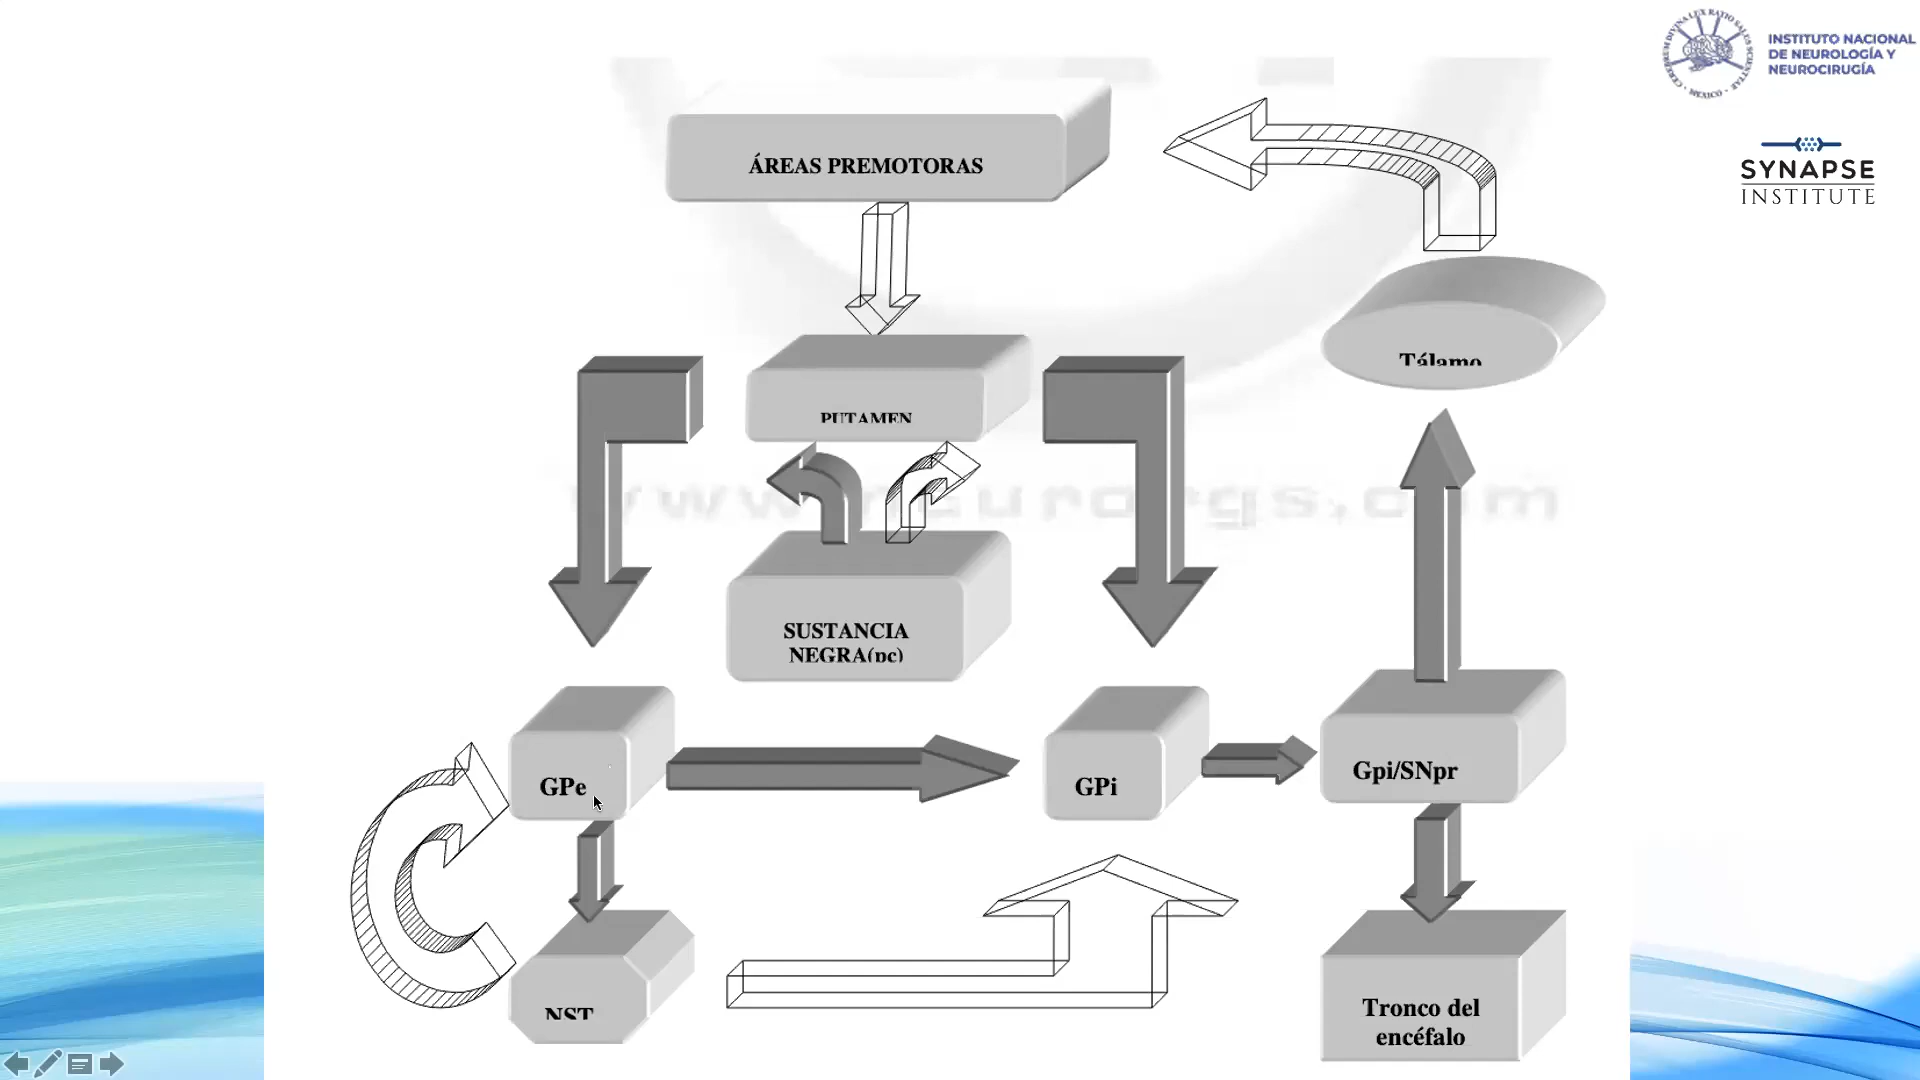 INSTITUTO NACIONAL
DE NEUROLOGÍA Y
NEUROCIRUGÍA
SYNAPSE
INSTITUTE
ÁREAS PREMOTORAS
Tálamo
PUTAMEN
SUSTANCIA
NEGRA(pc)
GPe
GPi
Gpi/SNpr
NST
Tronco del
encéfalo